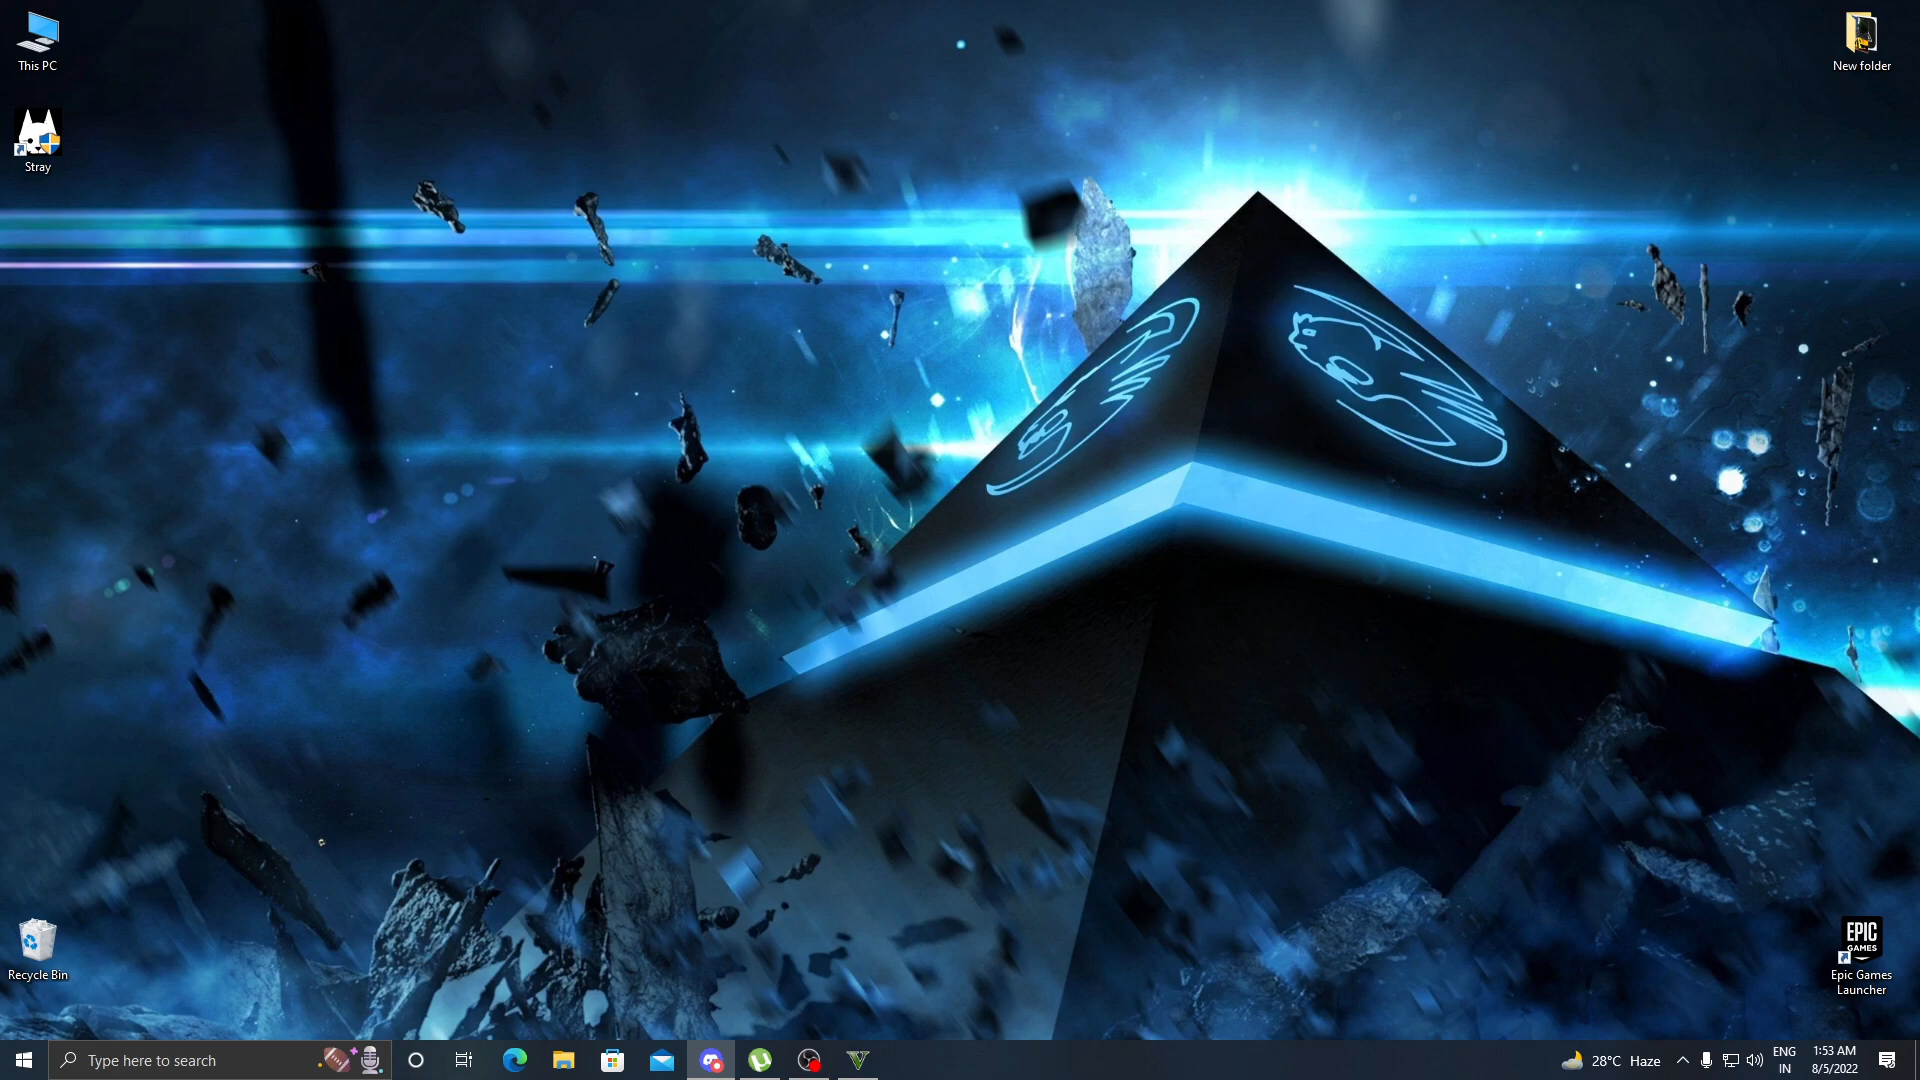 This PC
New folder
Stray
Recycle Bin
EPIC
GAMES
Epic Games
Launcher
Type here to search
28°C Haze
ENG
IN
1:53 AM
8/5/2022